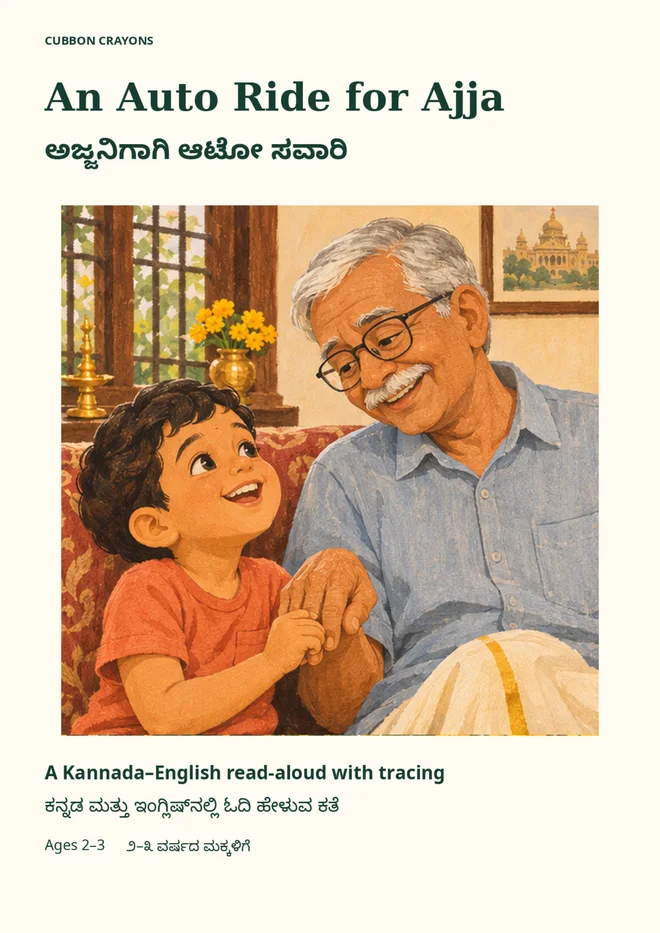 CUBBON CRAYONS
An Auto Ride for Ajja
ಅಜ್ಜನಿಗಾಗಿ ಆಟೋ ಸವಾರಿ
A Kannada–English read-aloud with tracing
ಕನ್ನಡ ಮತ್ತು ಇಂಗ್ಲಿಷ್‌ನಲ್ಲಿ ಓದಿ ಹೇಳುವ ಕತೆ
Ages 2–3 ೨–೩ ವರ್ಷದ ಮಕ್ಕಳಿಗೆ